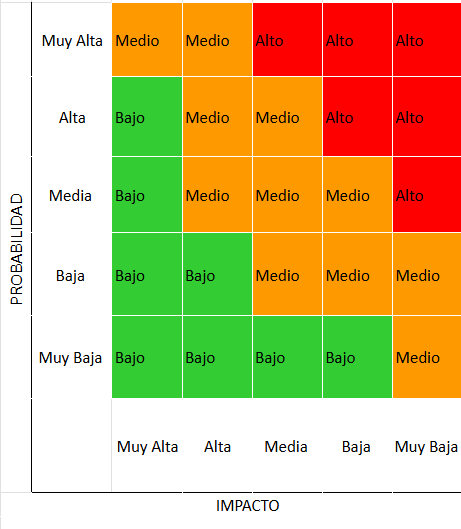 PROBABILIDAD
Muy Alta Medio Medio Alto Alto Alto
Alta Bajo Medio Medio Alto Alto
Media Bajo Medio Medio Medio Alto
Baja Bajo Bajo Medio Medio Medio
Muy Baja Bajo Bajo Bajo Bajo Medio
Muy Alta Alta Media Baja Muy Baja
IMPACTO